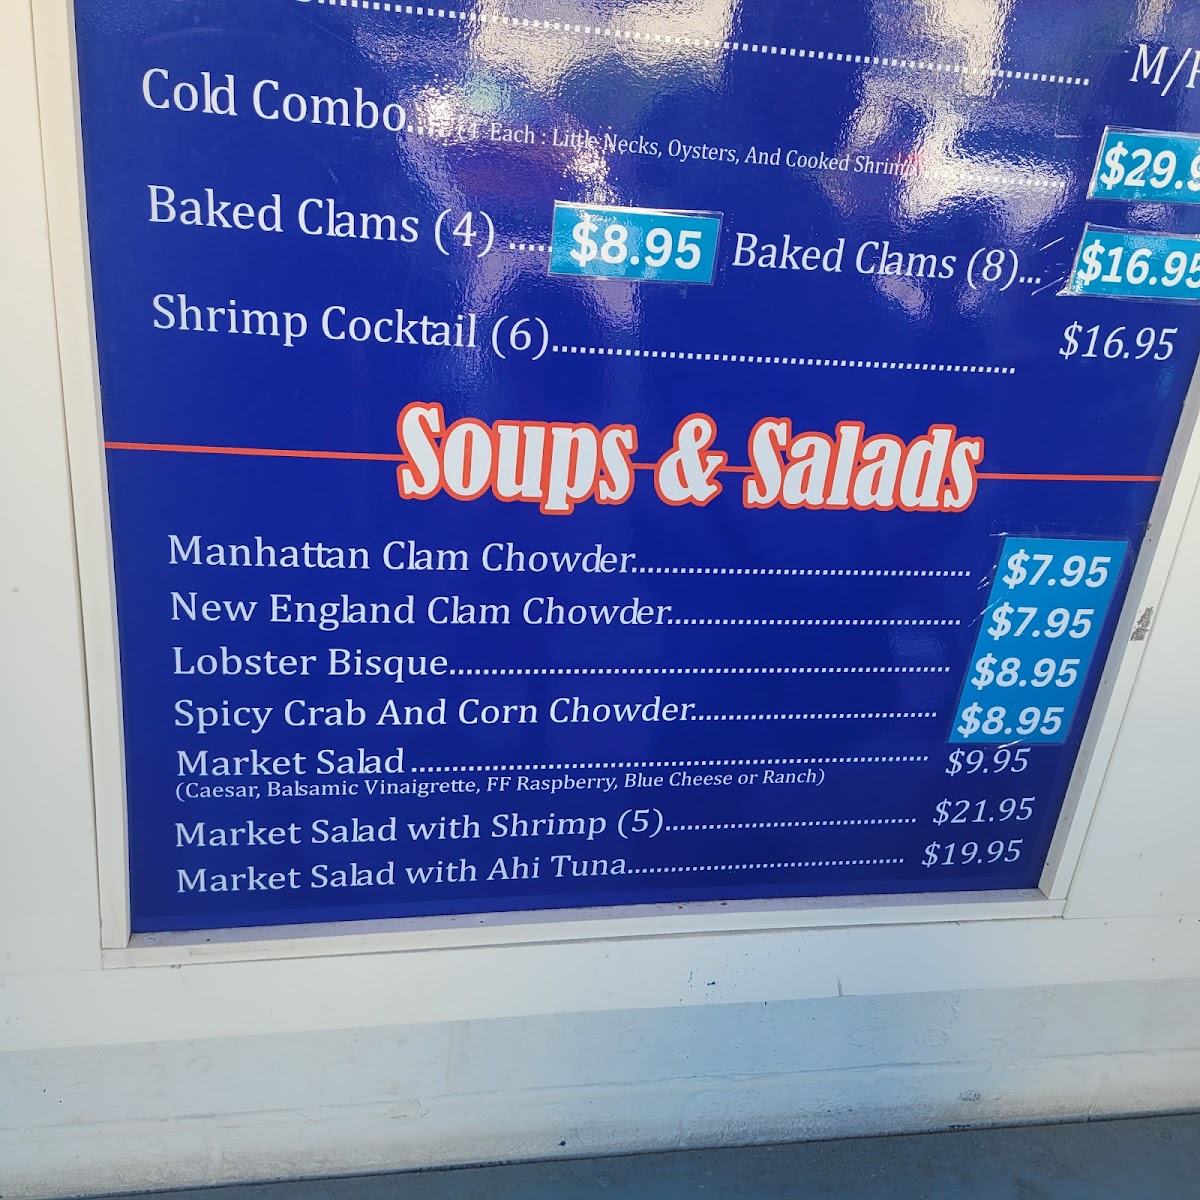 M/
Cold Combo.... (4 Each : Little Necks, Oysters, And Cooked Shrimp).................... $29.
Baked Clams (4) ..... $8.95 Baked Clams (8)... $16.95
Shrimp Cocktail (6)...................................................... $16.95
Soups & Salads
Manhattan Clam Chowder........................................... $7.95
New England Clam Chowder..................................... $7.95
Lobster Bisque................................................................ $8.95
Spicy Crab And Corn Chowder............................... $8.95
Market Salad .................................................................. $9.95
(Caesar, Balsamic Vinaigrette, FF Raspberry, Blue Cheese or Ranch)
Market Salad with Shrimp (5)................................ $21.95
Market Salad with Ahi Tuna................................... $19.95